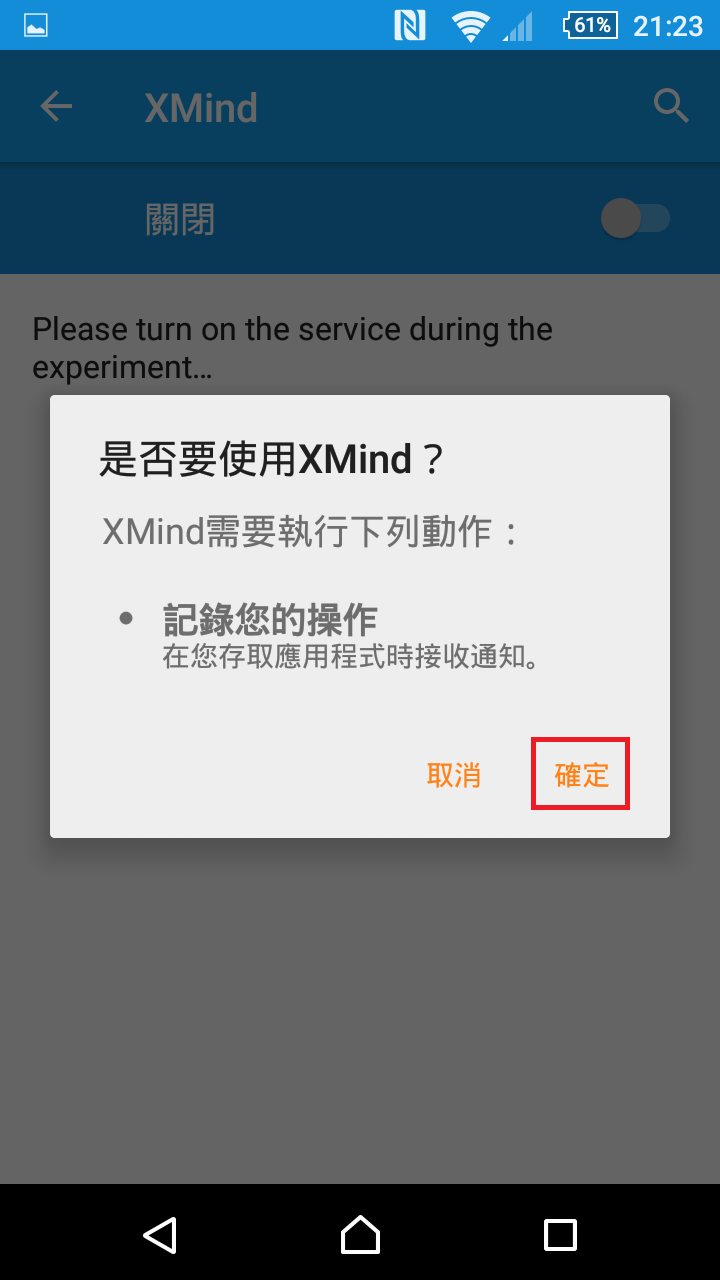 61% 21:23
XMind
關閉
Please turn on the service during the
experiment…
是否要使用XMind？
XMind需要執行下列動作：
記錄您的操作
在您存取應用程式時接收通知。
取消 確定